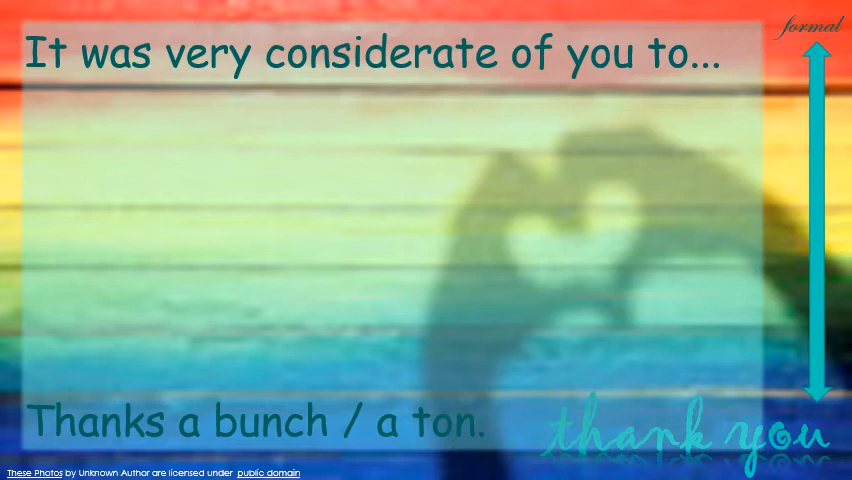 formal
It was very considerate of you to...
Thanks a bunch / a ton.
thank you
These Photos by Unknown Author are licensed under public domain